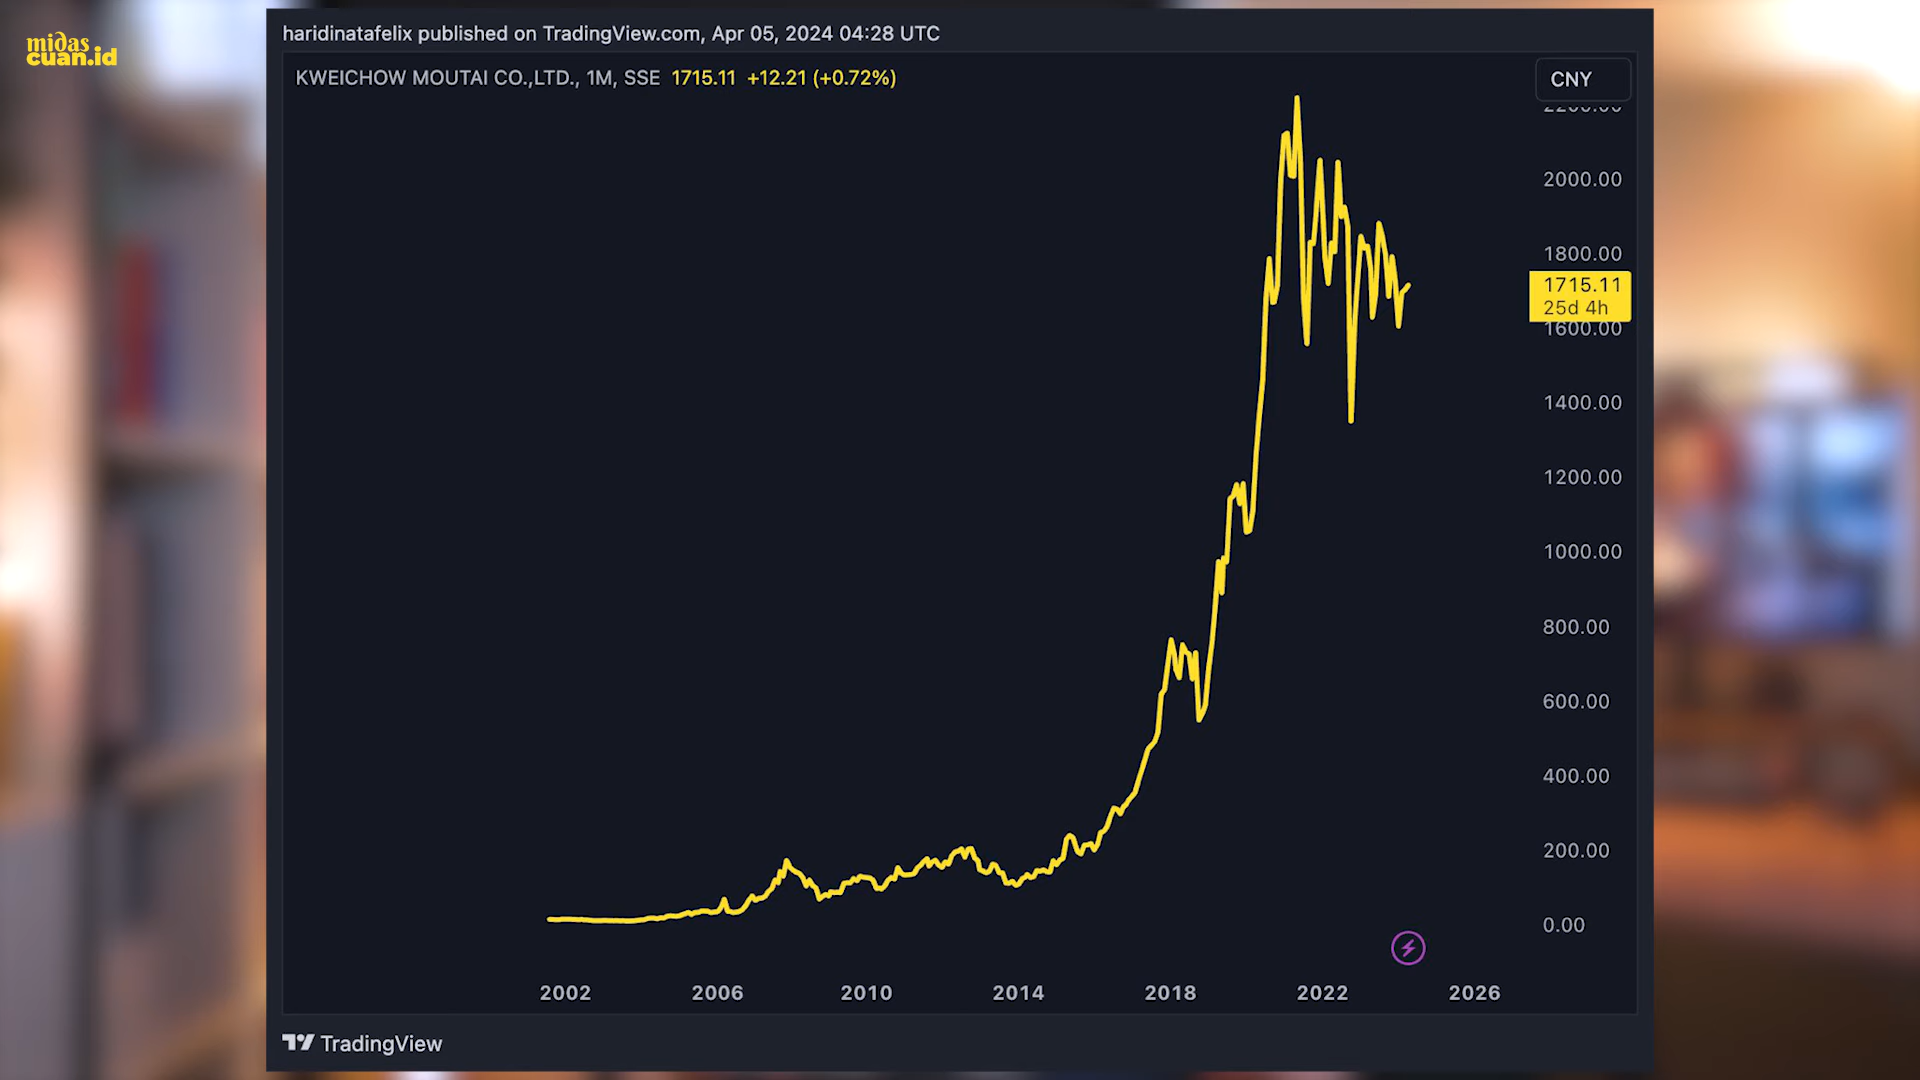 midas
cuan.id
haridinatafelix published on TradingView.com, Apr 05, 2024 04:28 UTC
KWEICHOW MOUTAI CO.,LTD., 1M, SSE 1715.11 +12.21 (+0.72%)
CNY
2200.00
2000.00
1800.00
1715.11
25d 4h
1600.00
1400.00
1200.00
1000.00
800.00
600.00
400.00
200.00
0.00
2002 2006 2010 2014 2018 2022 2026
TradingView